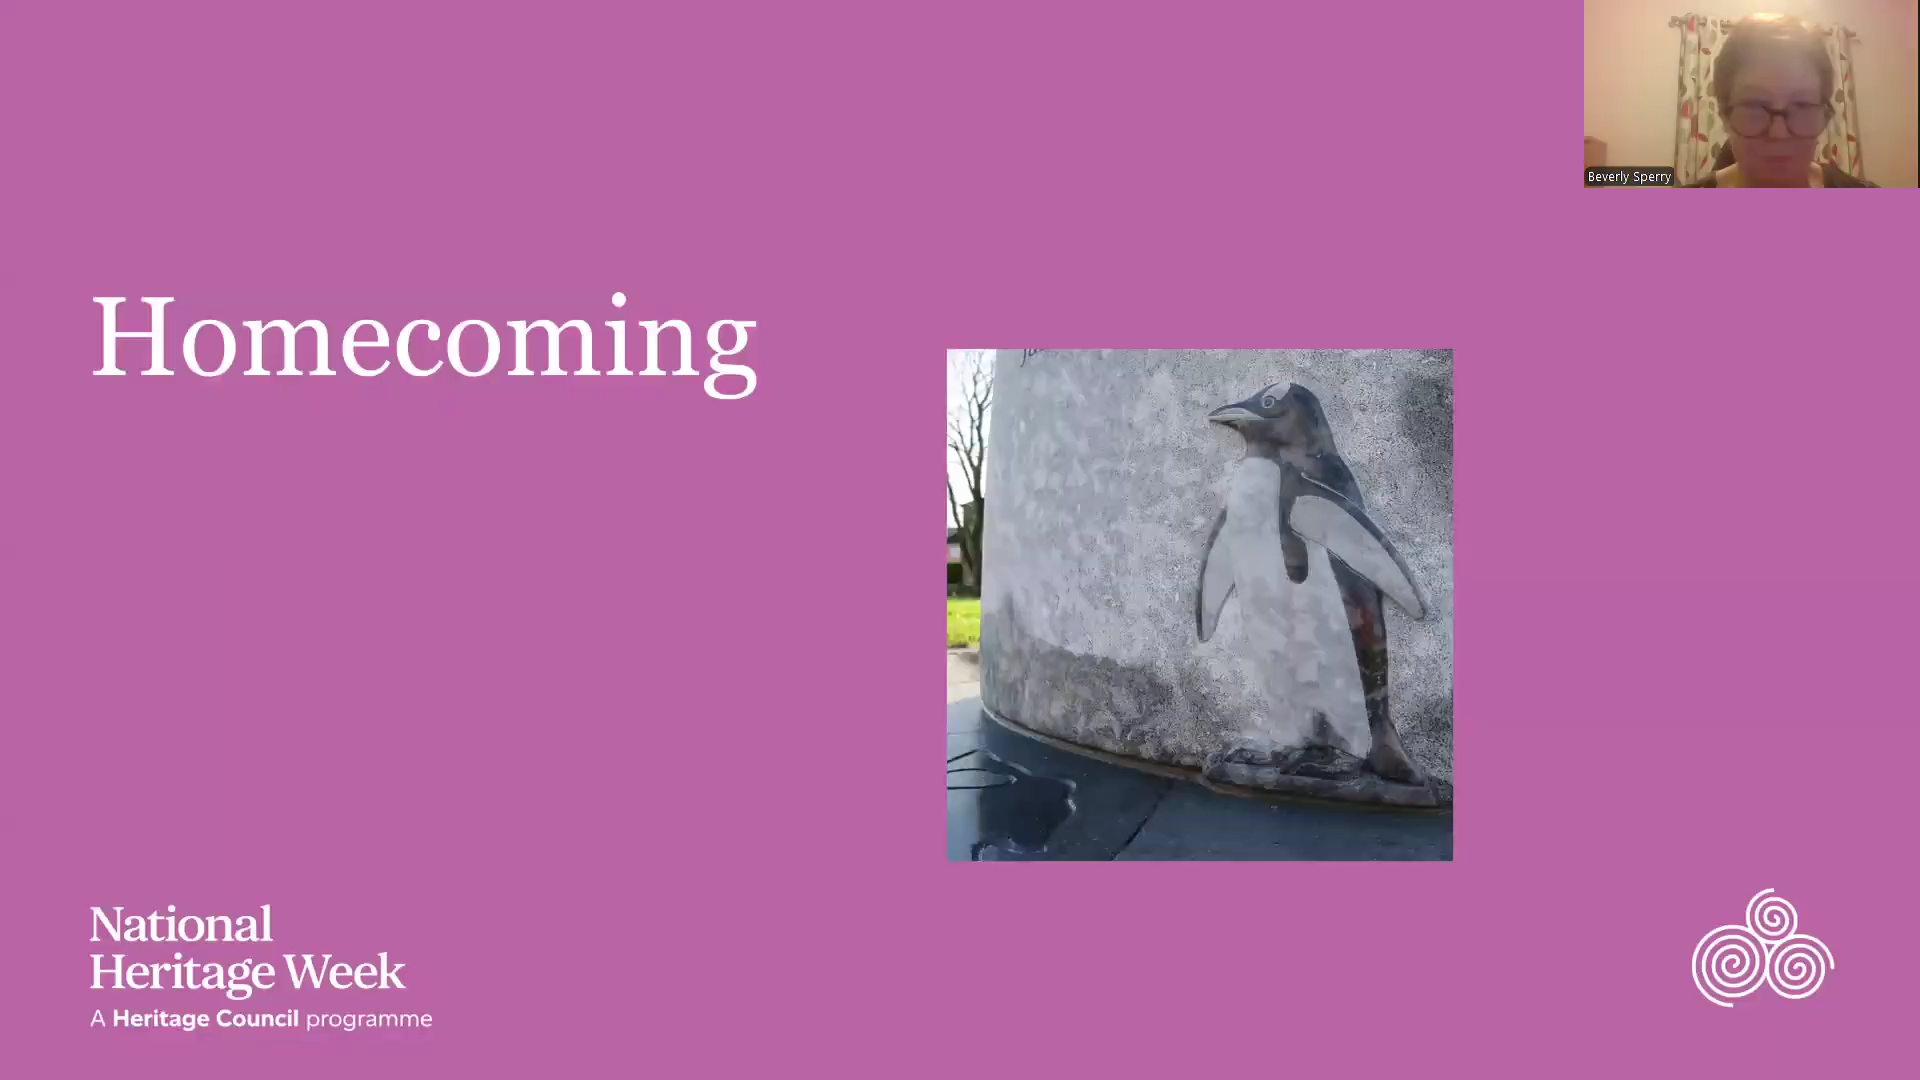 Beverly Sperry
Homecoming
National
Heritage Week
A Heritage Council programme